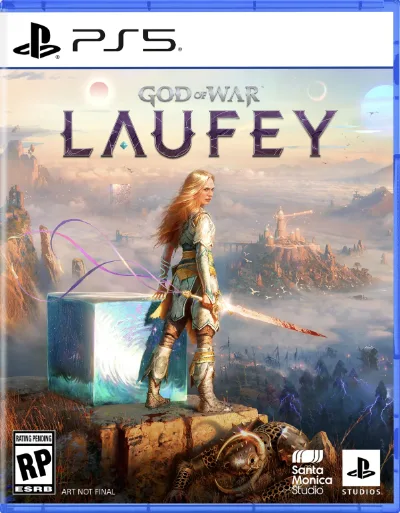 PS5
GOD OF WAR
LAUFEY
RATING PENDING
RP
ESRB
ART NOT FINAL
Santa
Monica
Studio
STUDIOS